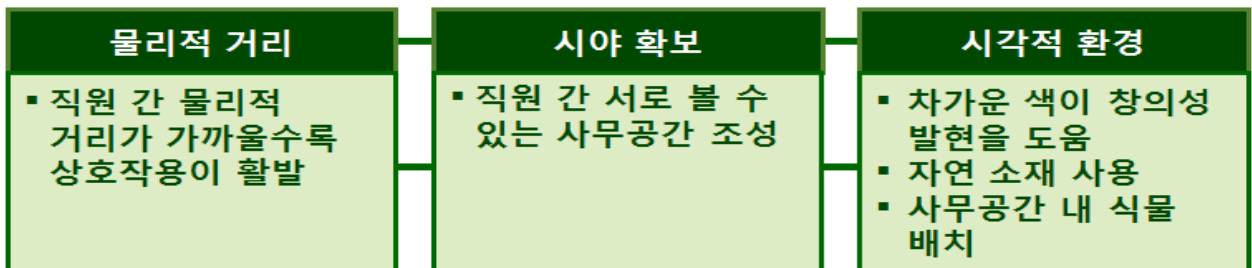 물리적 거리
▪ 직원 간 물리적
거리가 가까울수록
상호작용이 활발
시야 확보
▪ 직원 간 서로 볼 수
있는 사무공간 조성
시각적 환경
▪ 차가운 색이 창의성
발현을 도움
▪ 자연 소재 사용
▪ 사무공간 내 식물
배치